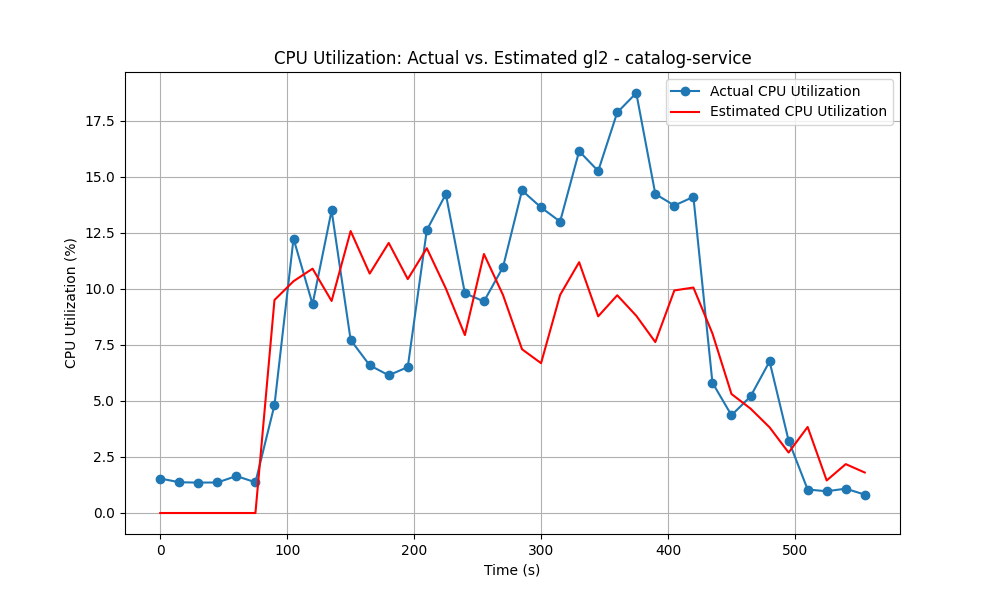 CPU Utilization: Actual vs. Estimated gl2 - catalog-service
Actual CPU Utilization
Estimated CPU Utilization
CPU Utilization (%)
17.5
15.0
12.5
10.0
7.5
5.0
2.5
0.0
0 100 200 300 400 500
Time (s)